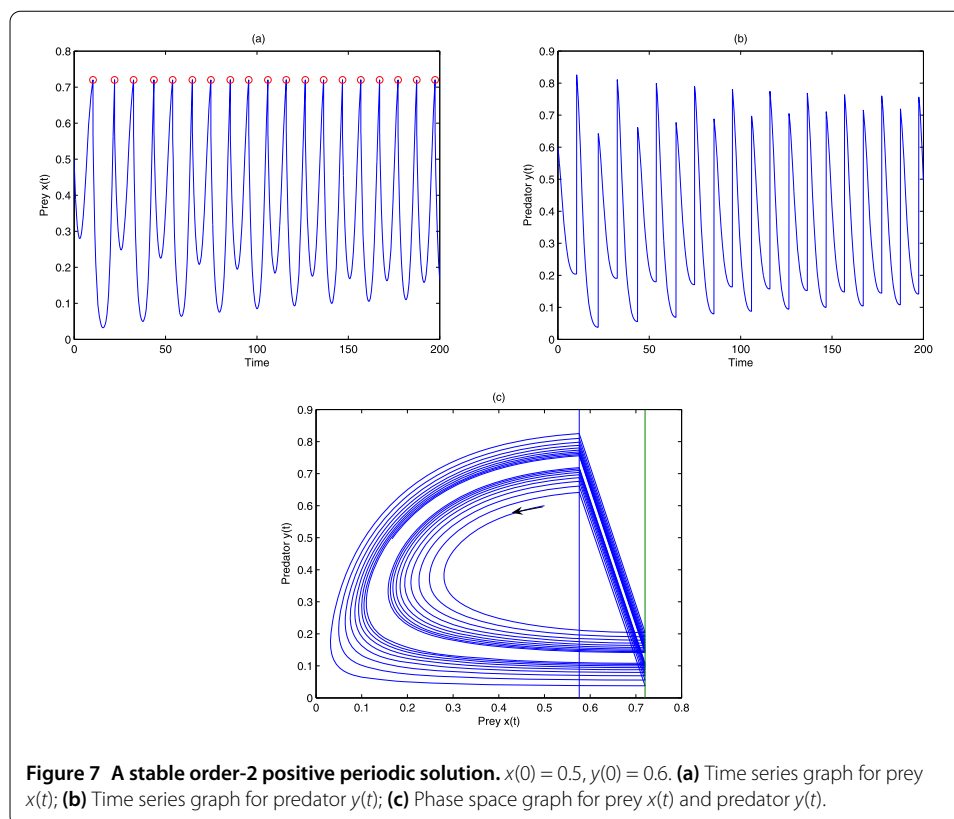 (a)
0.8
0.7
0.6
0.5
0.4
0.3
0.2
0.1
0
Prey x(t)
0 50 100 150 200
Time
(b)
0.9
0.8
0.7
0.6
0.5
0.4
0.3
0.2
0.1
0
Predator y(t)
0 50 100 150 200
Time
(c)
0.9
0.8
0.7
0.6
0.5
0.4
0.3
0.2
0.1
0
Predator y(t)
0 0.1 0.2 0.3 0.4 0.5 0.6 0.7 0.8
Prey x(t)
Figure 7 A stable order-2 positive periodic solution. x(0) = 0.5, y(0) = 0.6. (a) Time series graph for prey
x(t); (b) Time series graph for predator y(t); (c) Phase space graph for prey x(t) and predator y(t).